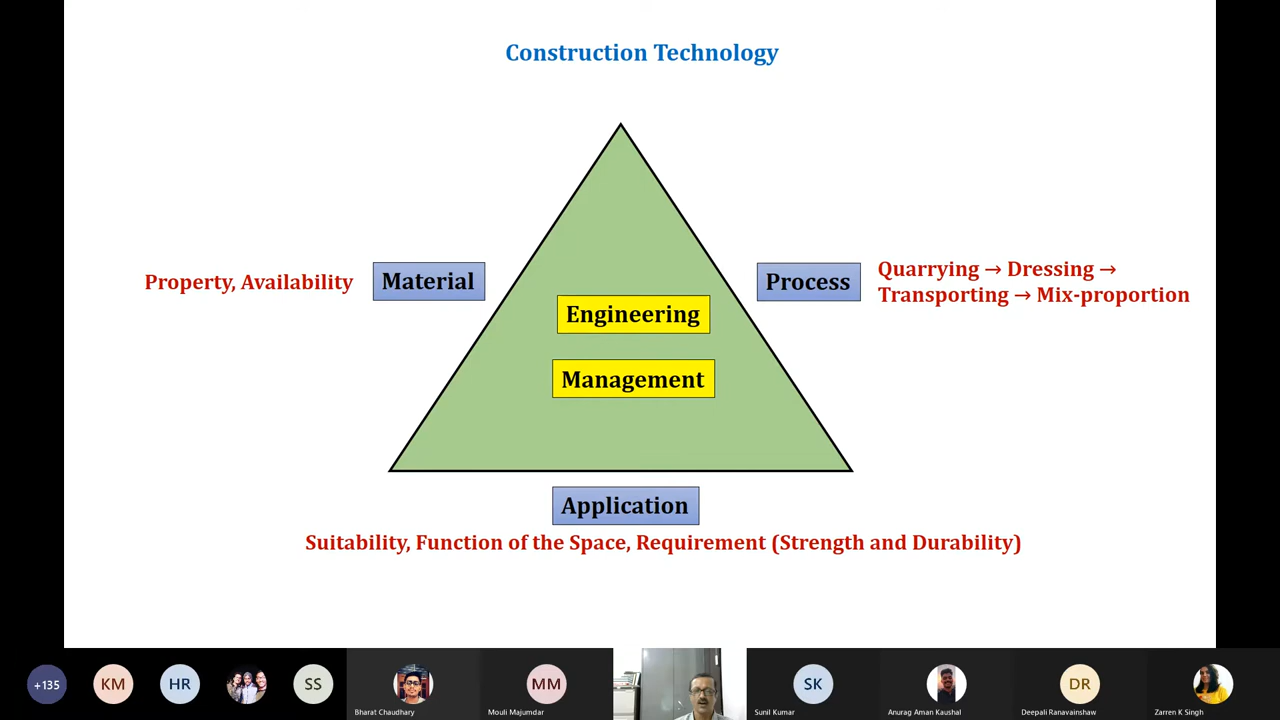 Construction Technology
Property, Availability
Material
Process
Quarrying → Dressing →
Transporting → Mix-proportion
Engineering
Management
Application
Suitability, Function of the Space, Requirement (Strength and Durability)
+135
KM
HR
SS
Bharat Chaudhary
MM
Mouli Majumdar
SK
Sunil Kumar
Anurag Aman Kaushal
DR
Deepali Ranavainshaw
Zarren K Singh